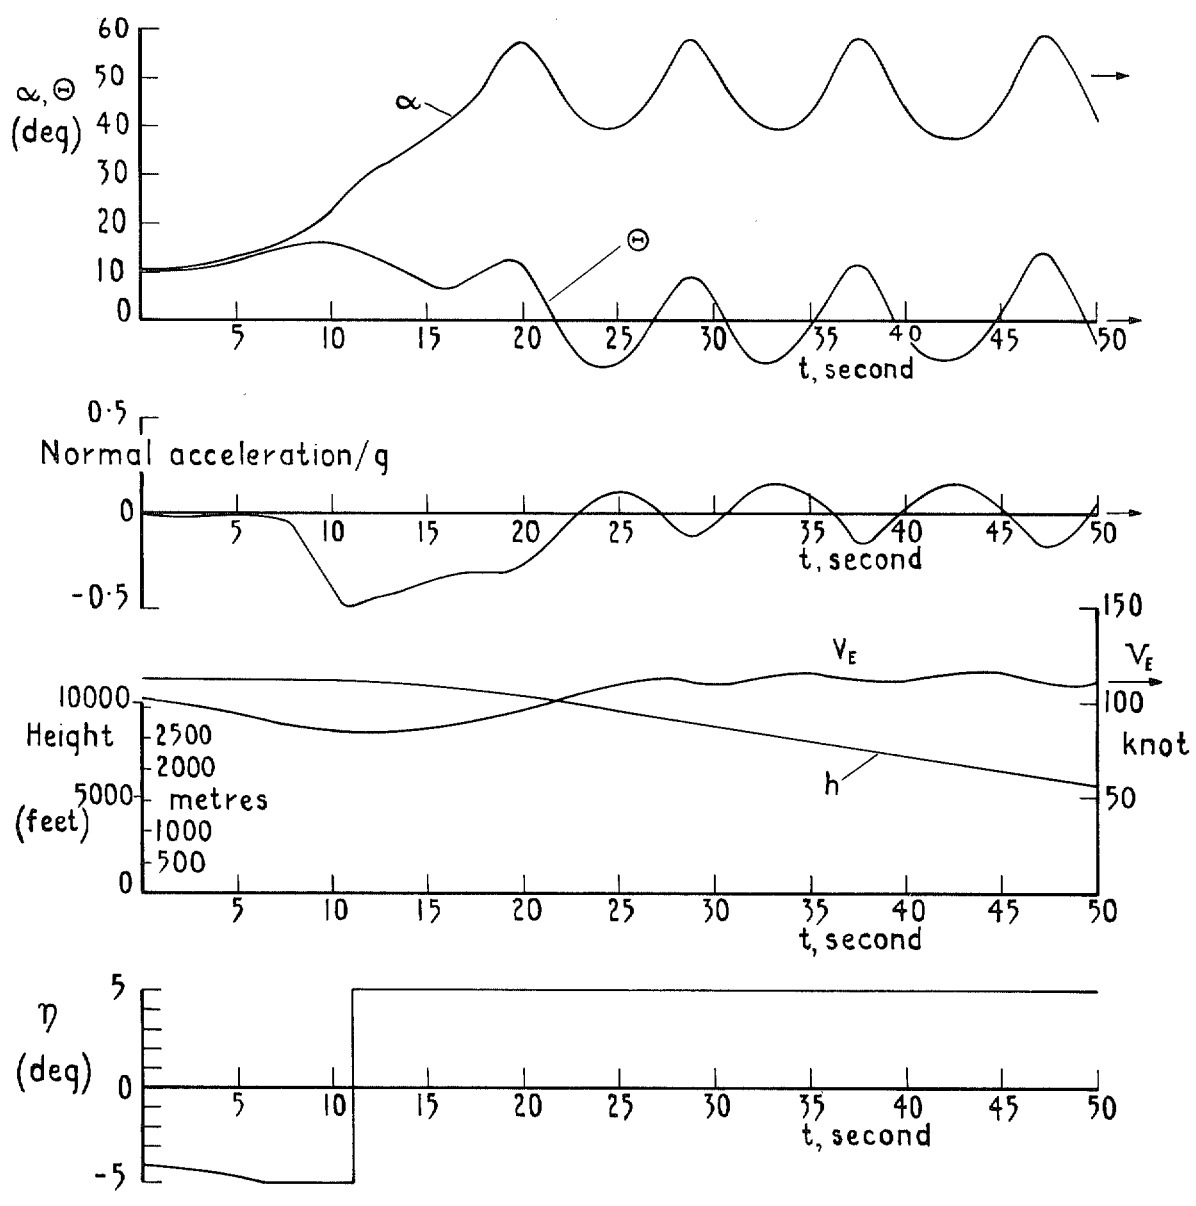 60
50
α, Θ
(deg)
40
30
20
10
0
α
Θ
5 10 15 20 25 30 35 40 45 50
t, second
0·5
Normal acceleration/g
0
-0·5
5 10 15 20 25 30 35 40 45 50
t, second
150
V_E
V_E
100
knot
50
10000
Height
(feet)
5000
0
2500
2000
metres
1000
500
h
5 10 15 20 25 30 35 40 45 50
t, second
5
η
(deg)
0
-5
5 10 15 20 25 30 35 40 45 50
t, second